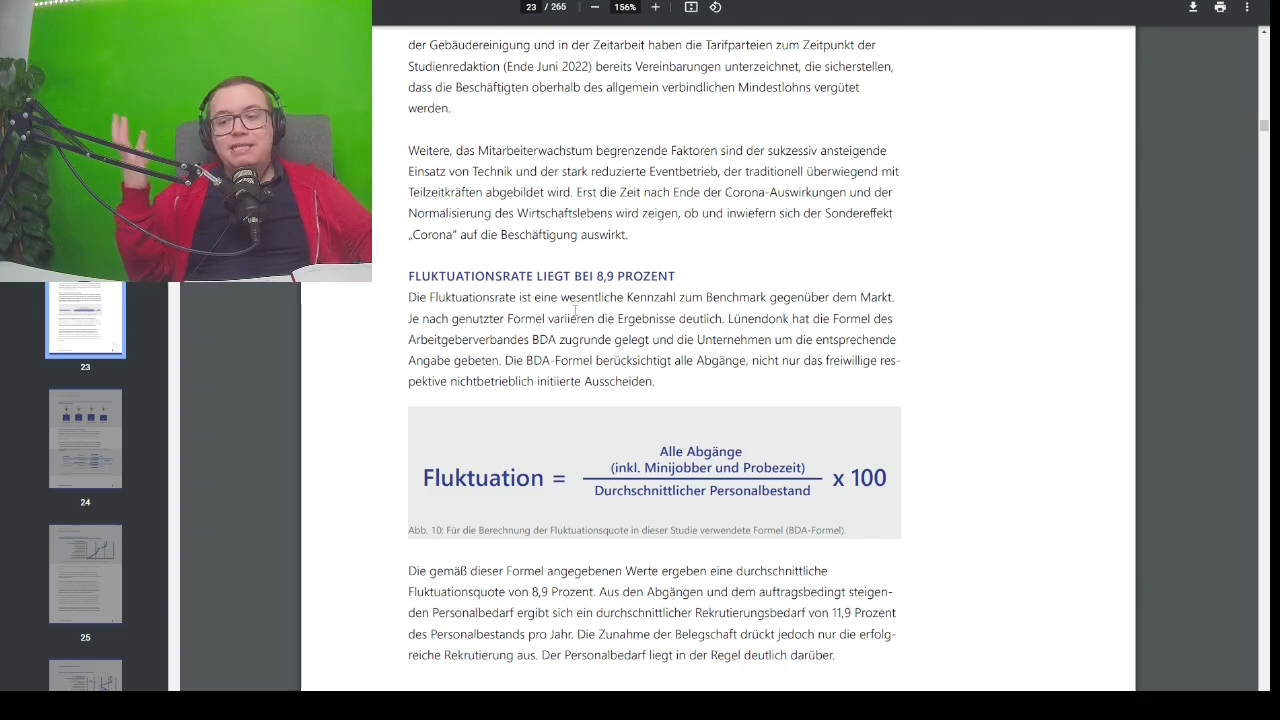 23 / 265
156%
der Gebäudereinigung und in der Zeitarbeit haben die Tarifparteien zum Zeitpunkt der
Studienredaktion (Ende Juni 2022) bereits Vereinbarungen unterzeichnet, die sicherstellen,
dass die Beschäftigten oberhalb des allgemein verbindlichen Mindestlohns vergütet
werden.
Weitere, das Mitarbeiterwachstum begrenzende Faktoren sind der sukzessiv ansteigende
Einsatz von Technik und der stark reduzierte Eventbetrieb, der traditionell überwiegend mit
Teilzeitkräften abgebildet wird. Erst die Zeit nach Ende der Corona-Auswirkungen und der
Normalisierung des Wirtschaftslebens wird zeigen, ob und inwiefern sich der Sondereffekt
„Corona“ auf die Beschäftigung auswirkt.
FLUKTUATIONSRATE LIEGT BEI 8,9 PROZENT
Die Fluktuationsrate ist eine wesentliche Kennzahl zum Benchmark gegenüber dem Markt.
Je nach genutzter Formel variieren die Ergebnisse deutlich. Lünendonk hat die Formel des
Arbeitgeberverbandes BDA zugrunde gelegt und die Unternehmen um die entsprechende
Angabe gebeten. Die BDA-Formel berücksichtigt alle Abgänge, nicht nur das freiwillige res-
pektive nichtbetrieblich initiierte Ausscheiden.
Alle Abgänge
(inkl. Minijobber und Probezeit)
Fluktuation = x 100
Durchschnittlicher Personalbestand
Abb. 10: Für die Berechnung der Fluktuationsquote in dieser Studie verwendete Formel (BDA-Formel).
Die gemäß dieser Formel angegebenen Werte ergeben eine durchschnittliche
Fluktuationsquote von 8,9 Prozent. Aus den Abgängen und dem auftragsbedingt steigen-
den Personalbedarf ergibt sich ein durchschnittlicher Rekrutierungsbedarf von 11,9 Prozent
des Personalbestands pro Jahr. Die Zunahme der Belegschaft drückt jedoch nur die erfolg-
reiche Rekrutierung aus. Der Personalbedarf liegt in der Regel deutlich darüber.
23
24
25